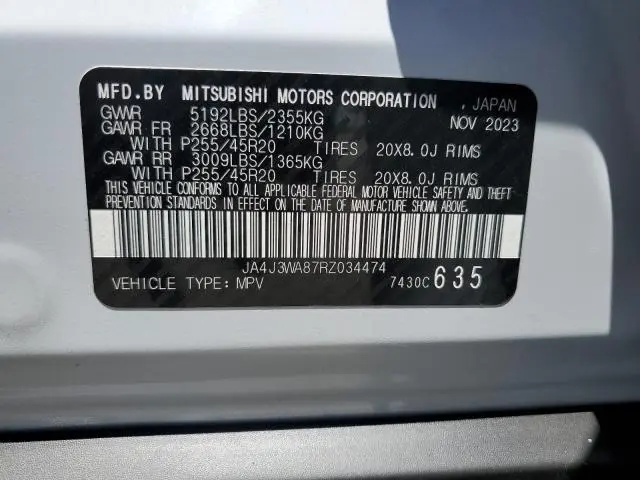 MFD.BY MITSUBISHI MOTORS CORPORATION , JAPAN
GVWR 5192LBS/2355KG NOV 2023
GAWR FR 2668LBS/1210KG
WITH P255/45R20 TIRES 20X8.0J RIMS
GAWR RR 3009LBS/1365KG
WITH P255/45R20 TIRES 20X8.0J RIMS
THIS VEHICLE CONFORMS TO ALL APPLICABLE FEDERAL MOTOR VEHICLE SAFETY AND THEFT
PREVENTION STANDARDS IN EFFECT ON THE DATE OF MANUFACTURE SHOWN ABOVE.
JA4J3WA87RZ034474
VEHICLE TYPE: MPV 7430C 635